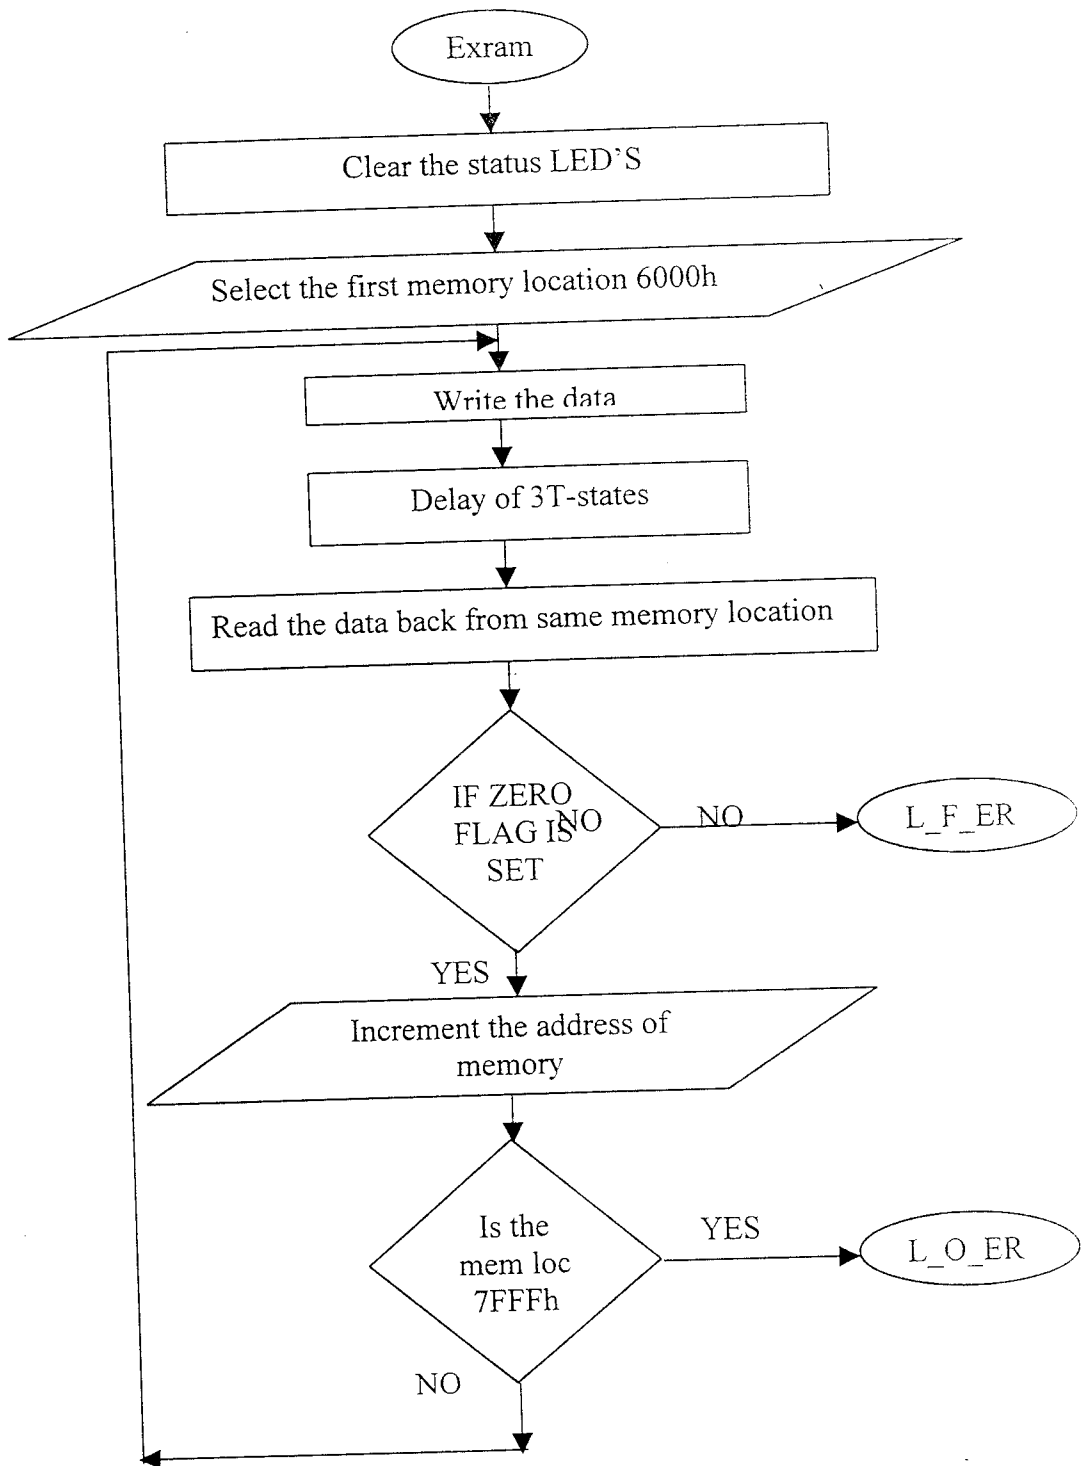 Exram
Clear the status LED'S
Select the first memory location 6000h
Write the data
Delay of 3T-states
Read the data back from same memory location
IF ZERO
FLAG IS
SET
NO
NO
L_F_ER
YES
Increment the address of
memory
Is the
mem loc
7FFFh
YES
L_O_ER
NO